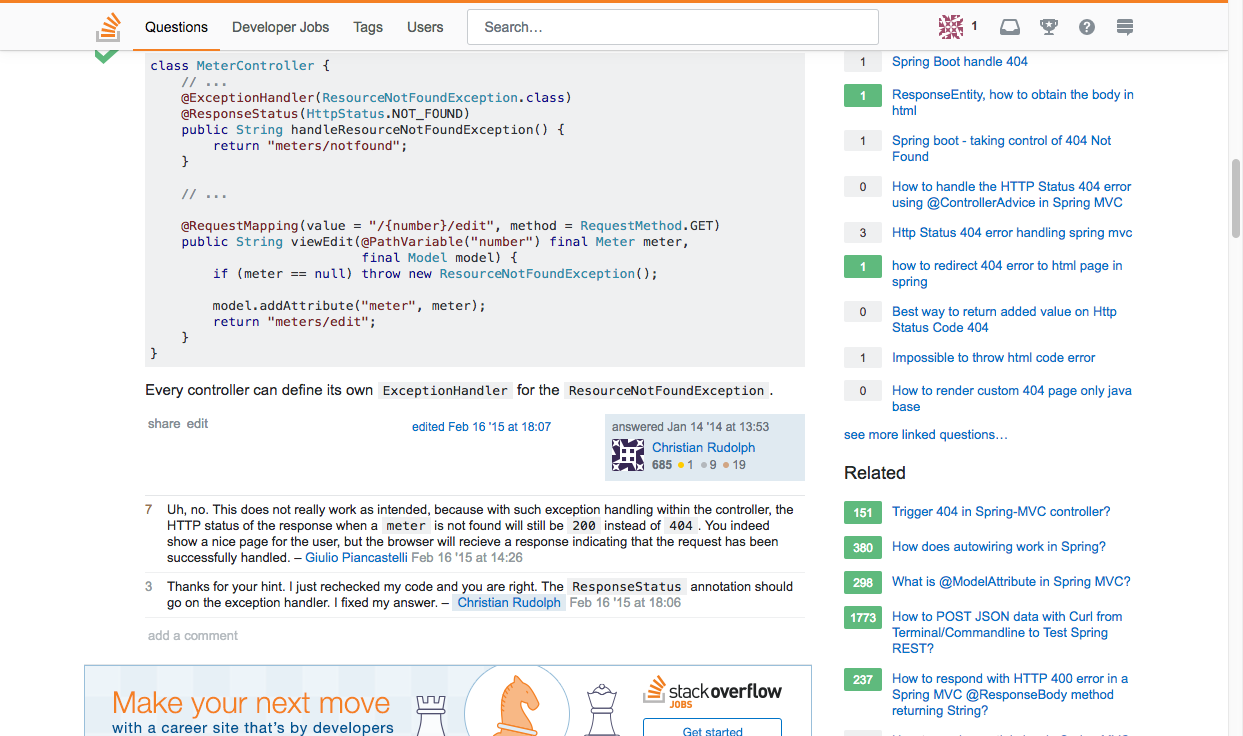 Questions
Developer Jobs
Tags
Users
Search…
1
class MeterController {
// ...
@ExceptionHandler(ResourceNotFoundException.class)
@ResponseStatus(HttpStatus.NOT_FOUND)
public String handleResourceNotFoundException() {
return "meters/notfound";
}
// ...
@RequestMapping(value = "/{number}/edit", method = RequestMethod.GET)
public String viewEdit(@PathVariable("number") final Meter meter,
final Model model) {
if (meter == null) throw new ResourceNotFoundException();
model.addAttribute("meter", meter);
return "meters/edit";
}
}
Every controller can define its own ExceptionHandler for the ResourceNotFoundException.
share edit
edited Feb 16 '15 at 18:07
answered Jan 14 '14 at 13:53
Christian Rudolph
685 ●1 ●9 ●19
7 Uh, no. This does not really work as intended, because with such exception handling within the controller, the
HTTP status of the response when a meter is not found will still be 200 instead of 404. You indeed
show a nice page for the user, but the browser will recieve a response indicating that the request has been
successfully handled. – Giulio Piancastelli Feb 16 '15 at 14:26
3 Thanks for your hint. I just rechecked my code and you are right. The ResponseStatus annotation should
go on the exception handler. I fixed my answer. – Christian Rudolph Feb 16 '15 at 18:06
add a comment
Make your next move
with a career site that's by developers
stackoverflow
JOBS
Get started
1 Spring Boot handle 404
1 ResponseEntity, how to obtain the body in
html
1 Spring boot - taking control of 404 Not
Found
0 How to handle the HTTP Status 404 error
using @ControllerAdvice in Spring MVC
3 Http Status 404 error handling spring mvc
1 how to redirect 404 error to html page in
spring
0 Best way to return added value on Http
Status Code 404
1 Impossible to throw html code error
0 How to render custom 404 page only java
base
see more linked questions…
Related
151 Trigger 404 in Spring-MVC controller?
380 How does autowiring work in Spring?
298 What is @ModelAttribute in Spring MVC?
1773 How to POST JSON data with Curl from
Terminal/Commandline to Test Spring
REST?
237 How to respond with HTTP 400 error in a
Spring MVC @ResponseBody method
returning String?